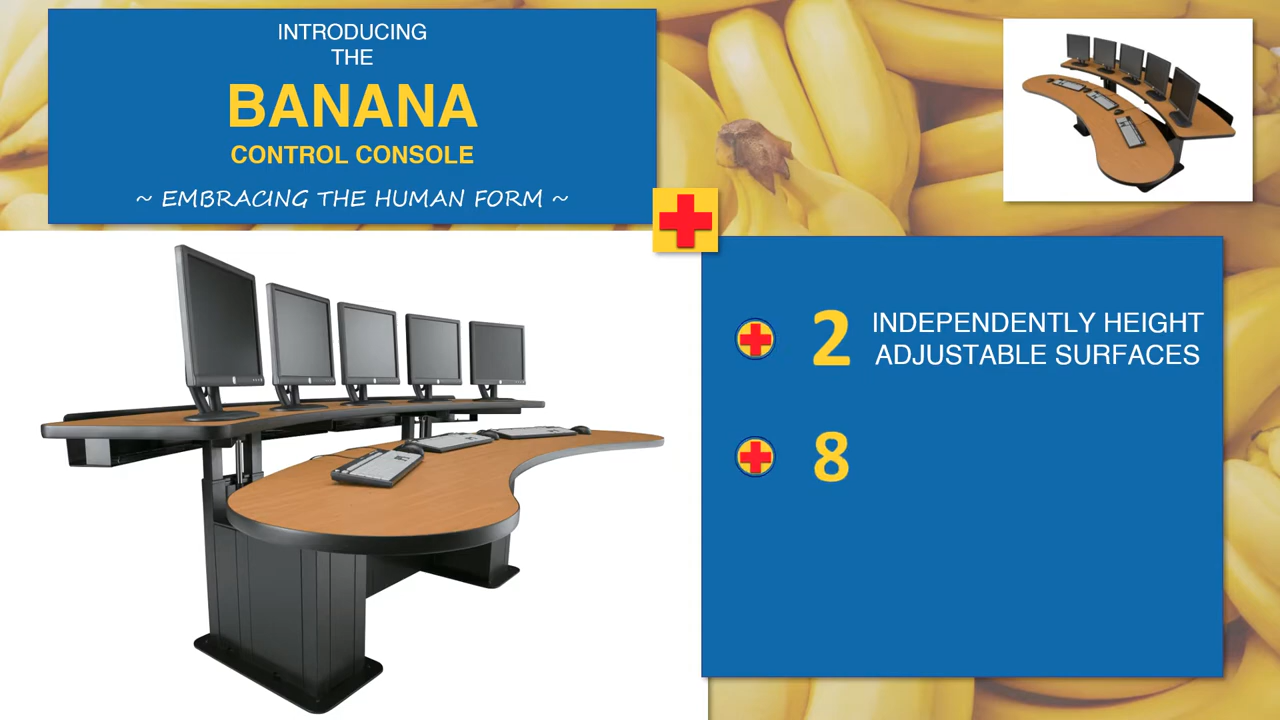 INTRODUCING
THE
BANANA
CONTROL CONSOLE
~ EMBRACING THE HUMAN FORM ~
2 INDEPENDENTLY HEIGHT
ADJUSTABLE SURFACES
8